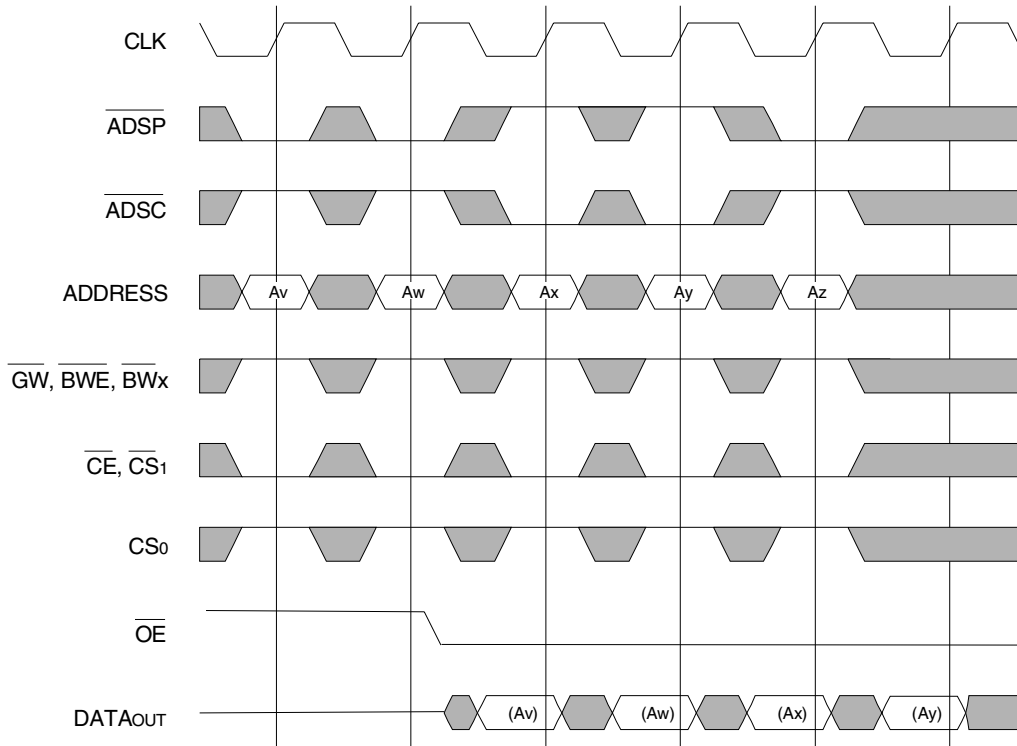 CLK
ADSP
ADSC
ADDRESS Av Aw Ax Ay Az
GW, BWE, BWx
CE, CS1
CS0
OE
DATAOUT (Av) (Aw) (Ax) (Ay)